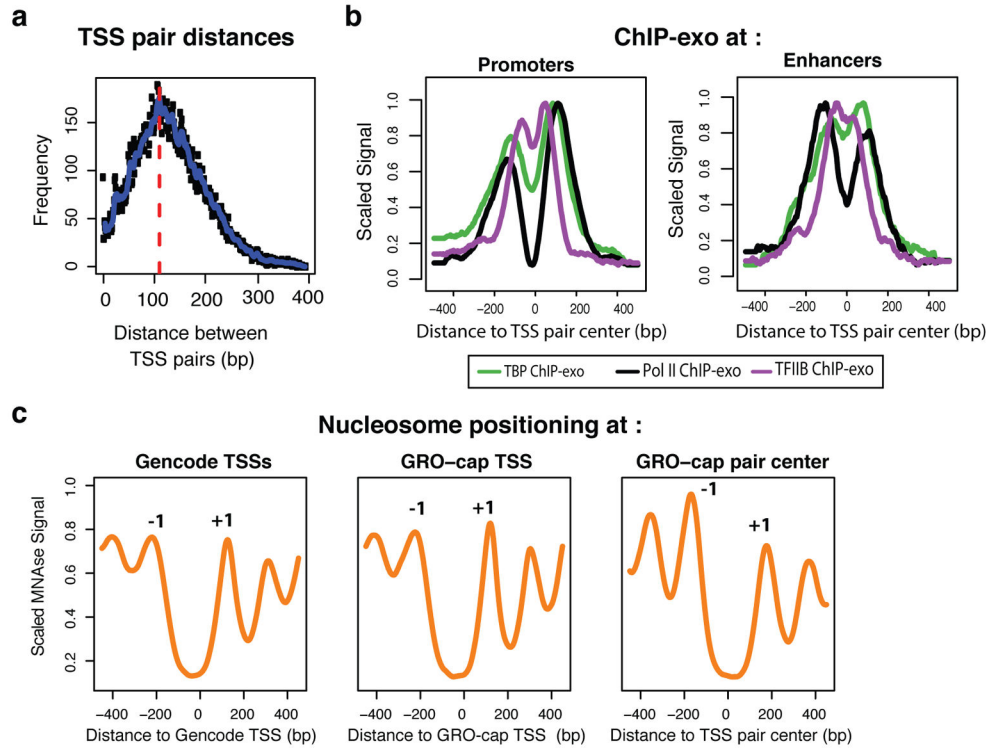 a
TSS pair distances
Frequency
150
100
50
0
0 100 200 300 400
Distance between
TSS pairs (bp)
b
ChIP-exo at :
Promoters
Scaled Signal
1.0
0.8
0.6
0.4
0.2
0.0
−400 −200 0 200 400
Distance to TSS pair center (bp)
Enhancers
Scaled Signal
1.0
0.8
0.6
0.4
0.2
0.0
−400 −200 0 200 400
Distance to TSS pair center (bp)
TBP ChIP-exo Pol II ChIP-exo TFIIB ChIP-exo
c
Nucleosome positioning at :
Gencode TSSs
Scaled MNAse Signal
1.0
0.8
0.6
0.4
0.2
-1 +1
−400 −200 0 200 400
Distance to Gencode TSS (bp)
GRO−cap TSS
-1 +1
−400 −200 0 200 400
Distance to GRO-cap TSS (bp)
GRO−cap pair center
-1
+1
−400 −200 0 200 400
Distance to TSS pair center (bp)